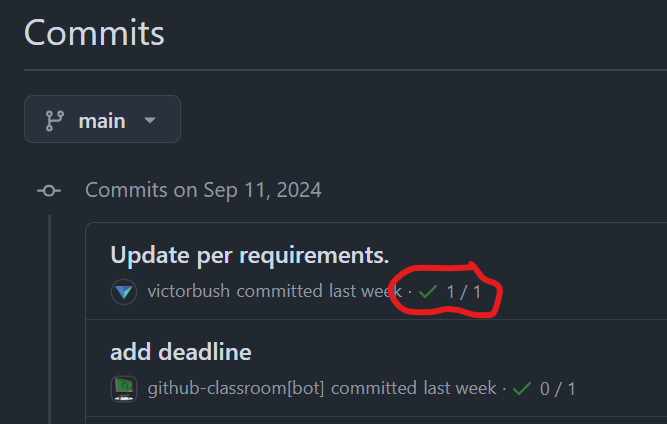 Commits
main
Commits on Sep 11, 2024
Update per requirements.
victorbush committed last week · 1 / 1
add deadline
github-classroom[bot] committed last week · 0 / 1